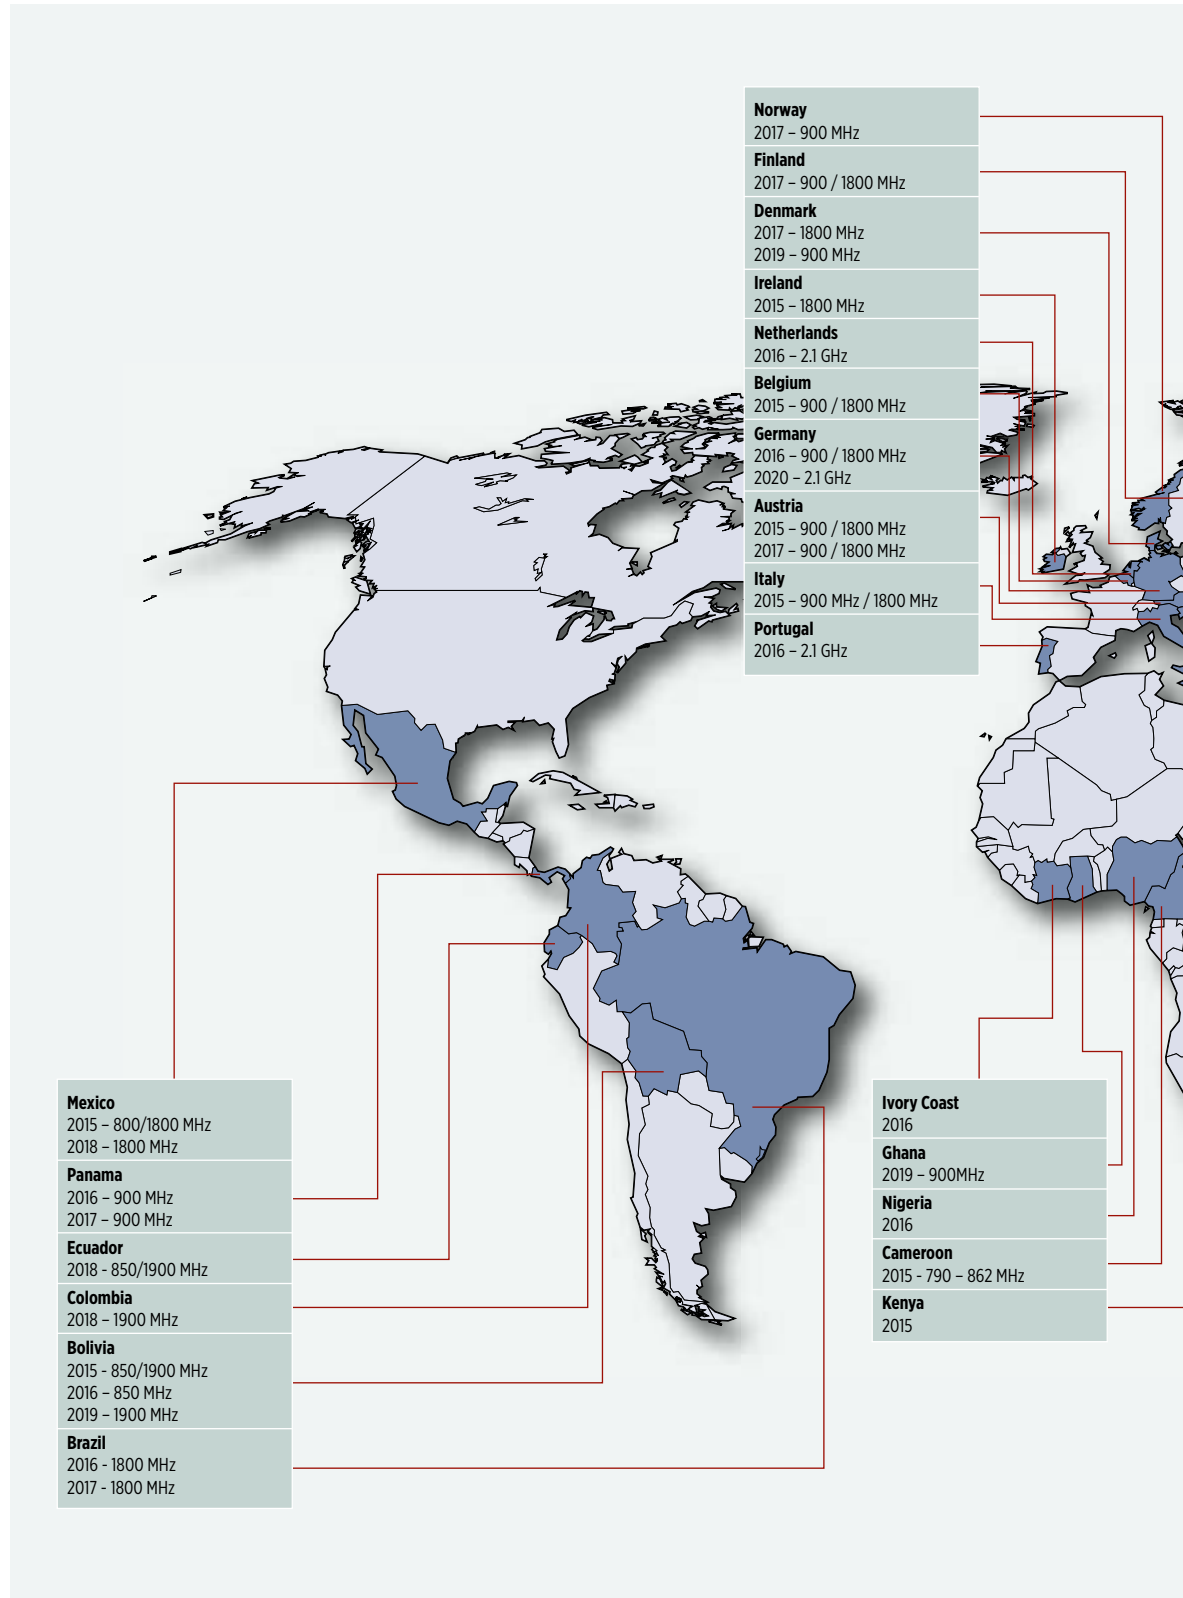 Norway
2017 – 900 MHz
Finland
2017 – 900 / 1800 MHz
Denmark
2017 – 1800 MHz
2019 – 900 MHz
Ireland
2015 – 1800 MHz
Netherlands
2016 – 2.1 GHz
Belgium
2015 – 900 / 1800 MHz
Germany
2016 – 900 / 1800 MHz
2020 – 2.1 GHz
Austria
2015 – 900 / 1800 MHz
2017 – 900 / 1800 MHz
Italy
2015 – 900 MHz / 1800 MHz
Portugal
2016 – 2.1 GHz
Mexico
2015 – 800/1800 MHz
2018 – 1800 MHz
Panama
2016 – 900 MHz
2017 – 900 MHz
Ecuador
2018 - 850/1900 MHz
Colombia
2018 – 1900 MHz
Bolivia
2015 - 850/1900 MHz
2016 – 850 MHz
2019 – 1900 MHz
Brazil
2016 - 1800 MHz
2017 - 1800 MHz
Ivory Coast
2016
Ghana
2019 – 900MHz
Nigeria
2016
Cameroon
2015 - 790 – 862 MHz
Kenya
2015